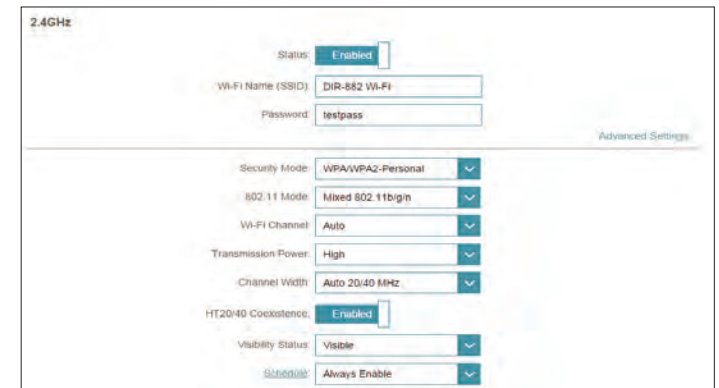 2.4GHz
Status: Enabled
Wi-Fi Name (SSID): DIR-882 Wi-Fi
Password: testpass
Advanced Settings
Security Mode: WPA/WPA2-Personal
802.11 Mode: Mixed 802.11b/g/n
Wi-Fi Channel: Auto
Transmission Power: High
Channel Width: Auto 20/40 MHz
HT20/40 Coexistence: Enabled
Visibility Status: Visible
Schedule: Always Enable